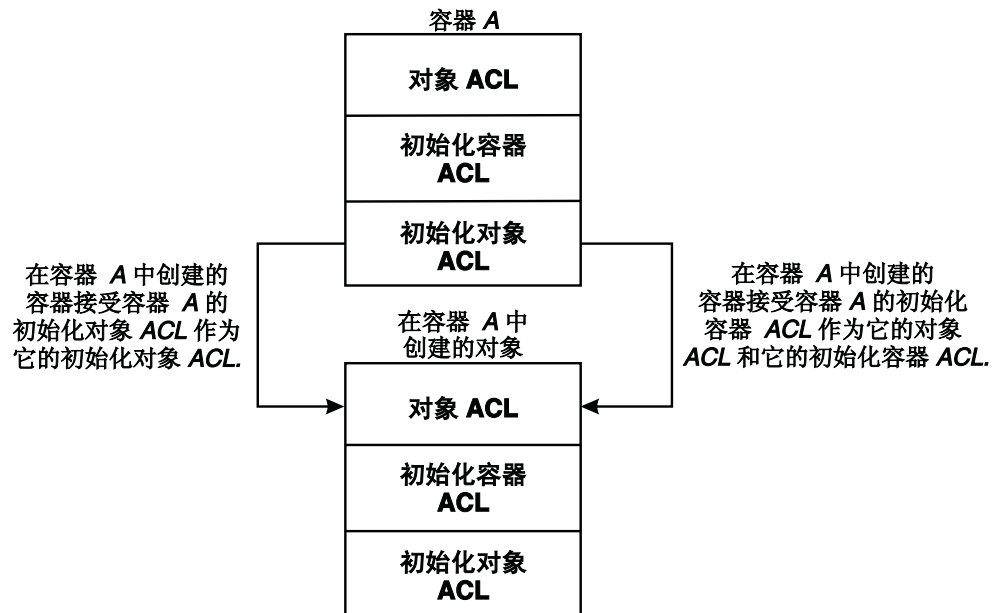 容器 A
对象 ACL
初始化容器
ACL
初始化对象
ACL
在容器 A 中创建的
容器接受容器 A 的
初始化对象 ACL 作为
它的初始化对象 ACL.
在容器 A 中创建的
容器接受容器 A 的初始化
容器 ACL 作为它的对象
ACL 和它的初始化容器 ACL.
在容器 A 中
创建的对象
对象 ACL
初始化容器
ACL
初始化对象
ACL